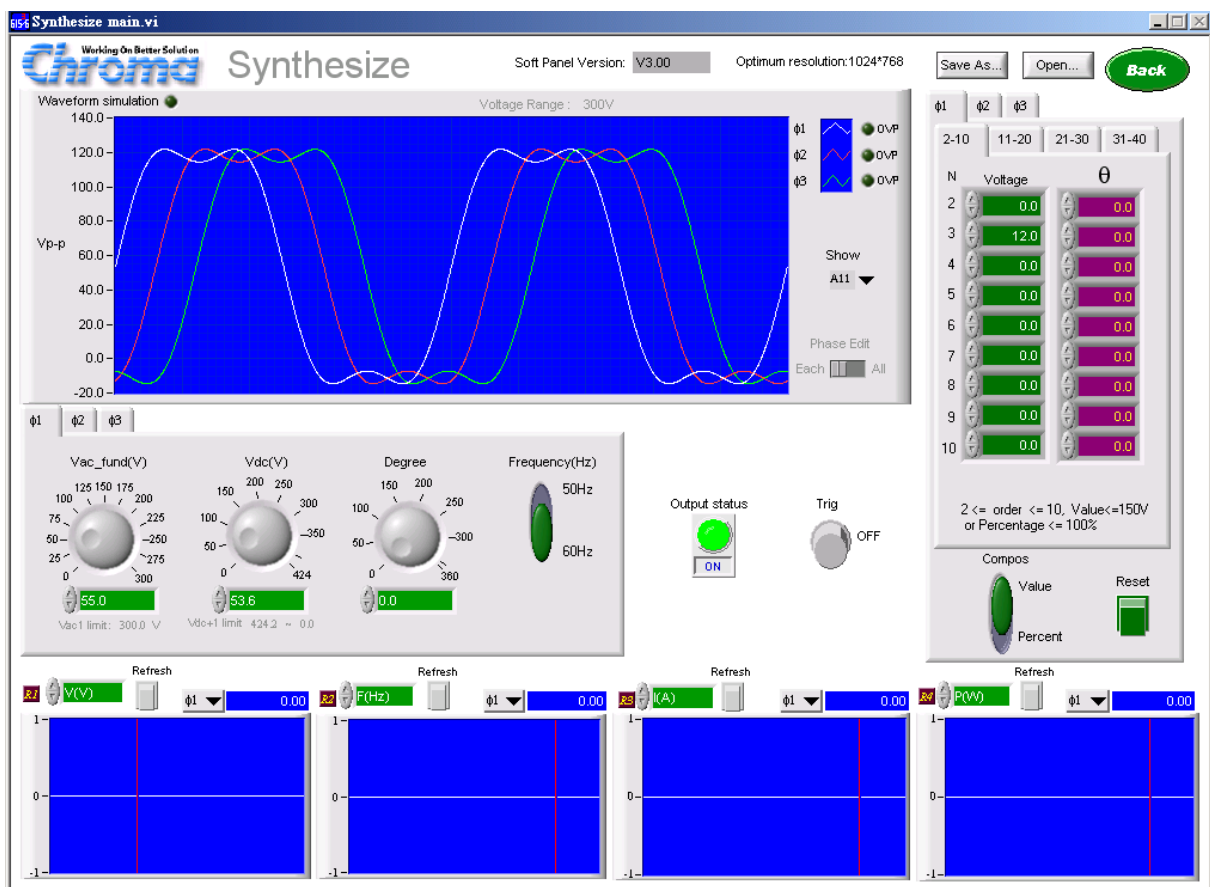 Synthesize main.vi
Working On Better Solution
Chroma
Synthesize
Soft Panel Version: V3.00
Optimum resolution:1024*768
Save As... Open... Back
Waveform simulation
Voltage Range : 300V
140.0
120.0
100.0
80.0
60.0
40.0
20.0
0.0
-20.0
Vp-p
ϕ1 OVP
ϕ2 OVP
ϕ3 OVP
Show
A11
Phase Edit
Each All
ϕ1 ϕ2 ϕ3
2-10 11-20 21-30 31-40
N Voltage θ
2 0.0 0.0
3 12.0 0.0
4 0.0 0.0
5 0.0 0.0
6 0.0 0.0
7 0.0 0.0
8 0.0 0.0
9 0.0 0.0
10 0.0 0.0
2 <= order <= 10, Value<=150V
or Percentage <= 100%
Compos
Value
Percent
Reset
ϕ1 ϕ2 ϕ3
Vac_fund(V)
0 25 50 75 100 125 150 175 200 225 250 275 300
55.0
Vac1 limit: 300.0 V
Vdc(V)
0 50 100 150 200 250 300 350 424
53.6
Vdc+1 limit 424.2 ~ 0.0
Degree
0 50 100 150 200 250 300 360
0.0
Frequency(Hz)
50Hz
60Hz
Output status
ON
Trig
OFF
Refresh
R1 V(V) ϕ1 0.00
1
0
-1
Refresh
R2 F(Hz) ϕ1 0.00
1
0
-1
Refresh
R3 I(A) ϕ1 0.00
1
0
-1
Refresh
R4 P(W) ϕ1 0.00
1
0
-1